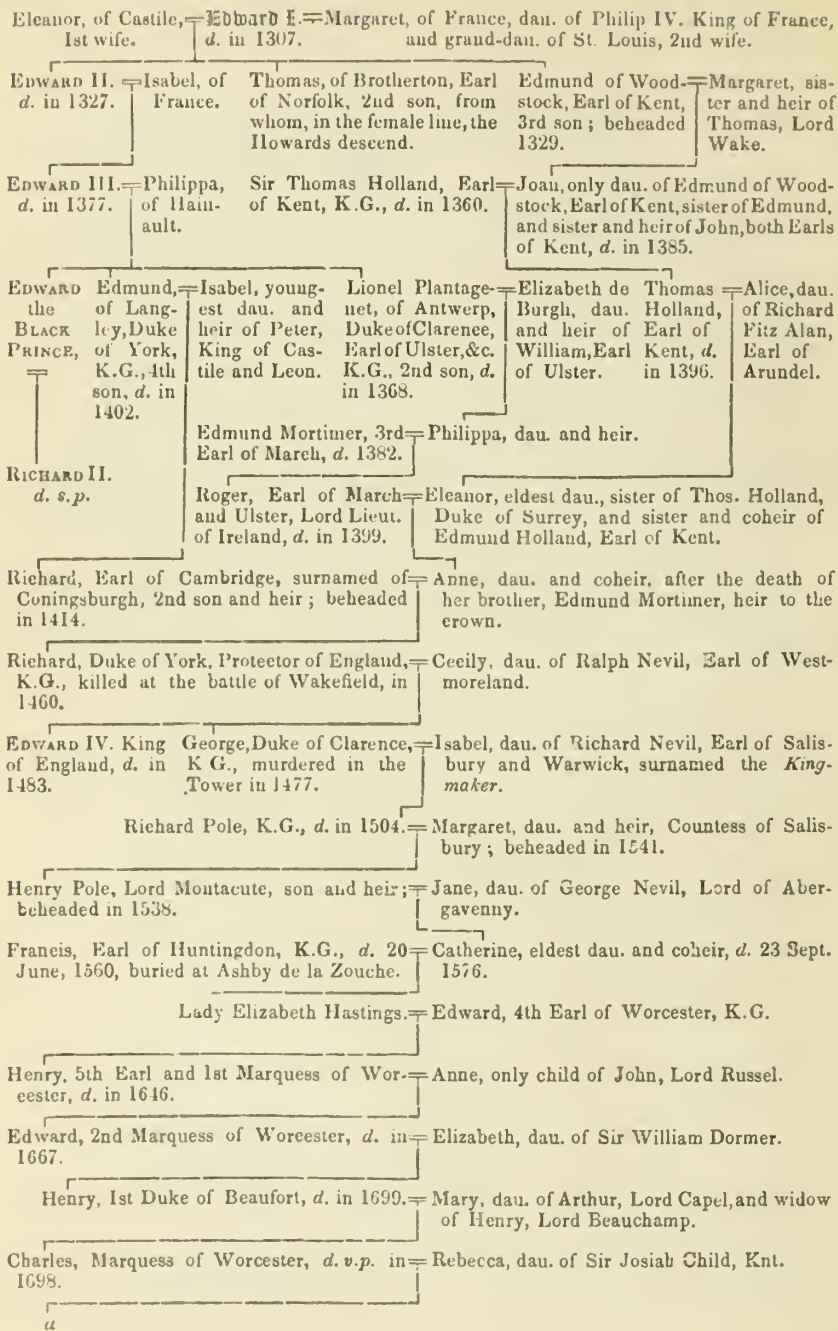 Eleanor, of Castile,=Edward I.=Margaret, of France, dau. of Philip IV. King of France,
1st wife. d. in 1307. and grand-dau. of St. Louis, 2nd wife.
EDWARD II.=Isabel, of Thomas, of Brotherton, Earl Edmund of Wood-=Margaret, sis-
d. in 1327. France. of Norfolk, 2nd son, from stock, Earl of Kent, ter and heir of
whom, in the female line, the 3rd son; beheaded Thomas, Lord
Howards descend. 1329. Wake.
EDWARD III.=Philippa, Sir Thomas Holland, Earl=Joan, only dau. of Edmund of Wood-
d. in 1377. of Hain- of Kent, K.G., d. in 1360. stock, Earl of Kent, sister of Edmund,
ault. and sister and heir of John, both Earls
of Kent, d. in 1385.
EDWARD Edmund,=Isabel, young- Lionel Plantage-=Elizabeth de Thomas=Alice, dau.
the of Lang- est dau. and net, of Antwerp, Burgh, dau. Holland, of Richard
BLACK ley, Duke heir of Peter, Duke of Clarence, and heir of Earl of Fitz Alan,
PRINCE, of York, King of Cas- Earl of Ulster, &c. William, Earl Kent, d. Earl of
K.G., 4th tile and Leon. K.G., 2nd son, d. of Ulster. in 1396. Arundel.
son, d. in in 1368.
1402.
Edmund Mortimer, 3rd=Philippa, dau. and heir.
Earl of March, d. 1382.
RICHARD II.
d. s.p. Roger, Earl of March=Eleanor, eldest dau., sister of Thos. Holland,
and Ulster, Lord Lieut. Duke of Surrey, and sister and coheir of
of Ireland, d. in 1399. Edmund Holland, Earl of Kent.
Richard, Earl of Cambridge, surnamed of=Anne, dau. and coheir, after the death of
Coningsburgh, 2nd son and heir; beheaded her brother, Edmund Mortimer, heir to the
in 1414. crown.
Richard, Duke of York, Protector of England,=Cecily, dau. of Ralph Nevil, Earl of West-
K.G., killed at the battle of Wakefield, in moreland.
1460.
EDWARD IV. King George, Duke of Clarence,=Isabel, dau. of Richard Nevil, Earl of Salis-
of England, d. in K G., murdered in the bury and Warwick, surnamed the King-
1483. Tower in 1477. maker.
Richard Pole, K.G., d. in 1504.=Margaret, dau. and heir, Countess of Salis-
bury; beheaded in 1541.
Henry Pole, Lord Montacute, son and heir;=Jane, dau. of George Nevil, Lord of Aber-
beheaded in 1538. gavenny.
Francis, Earl of Huntingdon, K.G., d. 20=Catherine, eldest dau. and coheir, d. 23 Sept.
June, 1560, buried at Ashby de la Zouche. 1576.
Lady Elizabeth Hastings.=Edward, 4th Earl of Worcester, K.G.
Henry, 5th Earl and 1st Marquess of Wor-=Anne, only child of John, Lord Russel.
cester, d. in 1646.
Edward, 2nd Marquess of Worcester, d. in=Elizabeth, dau. of Sir William Dormer.
1667.
Henry, 1st Duke of Beaufort, d. in 1699.=Mary, dau. of Arthur, Lord Capel, and widow
of Henry, Lord Beauchamp.
Charles, Marquess of Worcester, d. v.p. in=Rebecca, dau. of Sir Josiah Child, Knt.
1698.
a